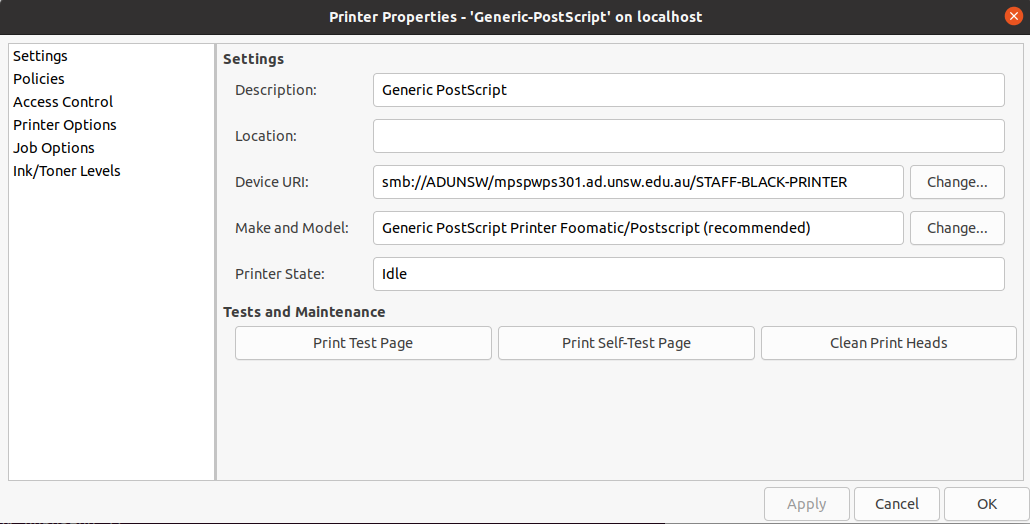 Printer Properties - 'Generic-PostScript' on localhost
Settings
Policies
Access Control
Printer Options
Job Options
Ink/Toner Levels
Settings
Description: Generic PostScript
Location:
Device URI: smb://ADUNSW/mpspwps301.ad.unsw.edu.au/STAFF-BLACK-PRINTER Change...
Make and Model: Generic PostScript Printer Foomatic/Postscript (recommended) Change...
Printer State: Idle
Tests and Maintenance
Print Test Page Print Self-Test Page Clean Print Heads
Apply Cancel OK